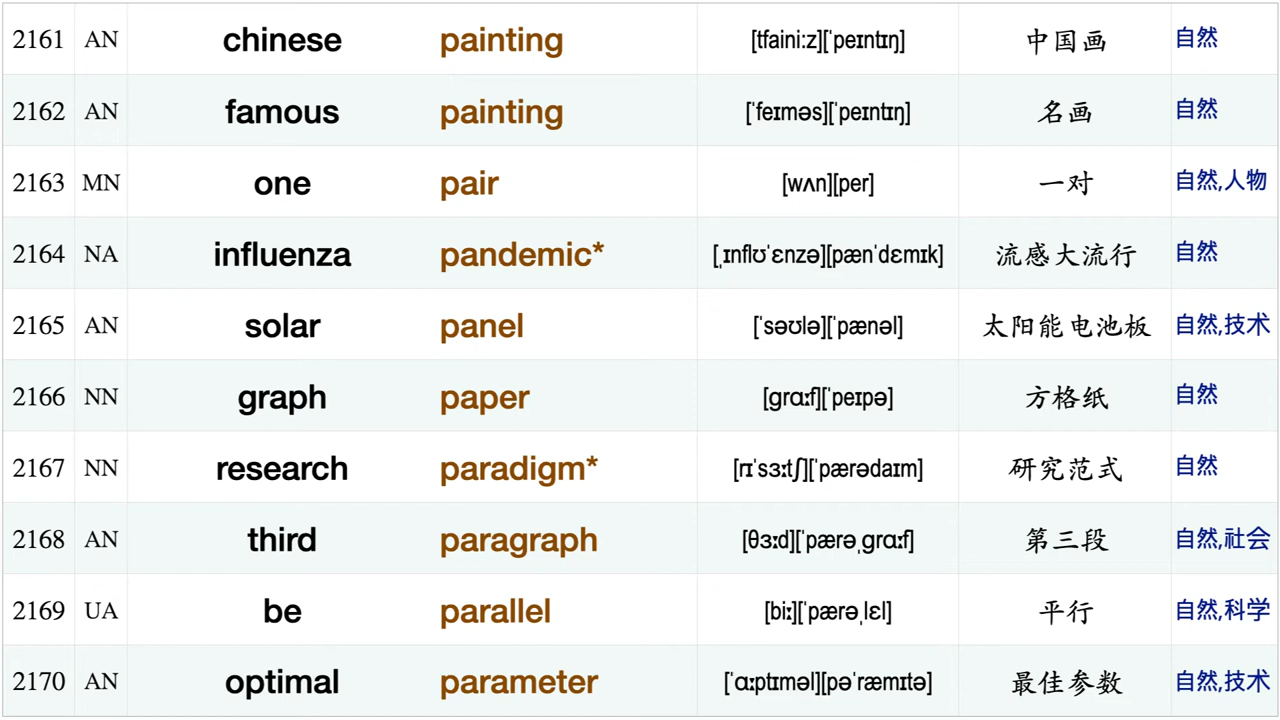 2161 AN chinese painting [tfaini:z][ˈpeɪntɪŋ] 中国画 自然
2162 AN famous painting [ˈfeɪməs][ˈpeɪntɪŋ] 名画 自然
2163 MN one pair [wʌn][per] 一对 自然,人物
2164 NA influenza pandemic* [ˌɪnflʊˈɛnzə][pænˈdɛmɪk] 流感大流行 自然
2165 AN solar panel [ˈsəʊlə][ˈpænəl] 太阳能电池板 自然,技术
2166 NN graph paper [grɑːf][ˈpeɪpə] 方格纸 自然
2167 NN research paradigm* [rɪˈsɜːtʃ][ˈpærədaɪm] 研究范式 自然
2168 AN third paragraph [θɜːd][ˈpærəˌgrɑːf] 第三段 自然,社会
2169 UA be parallel [biː][ˈpærəˌlɛl] 平行 自然,科学
2170 AN optimal parameter [ˈɑːptɪməl][pəˈræmɪtə] 最佳参数 自然,技术